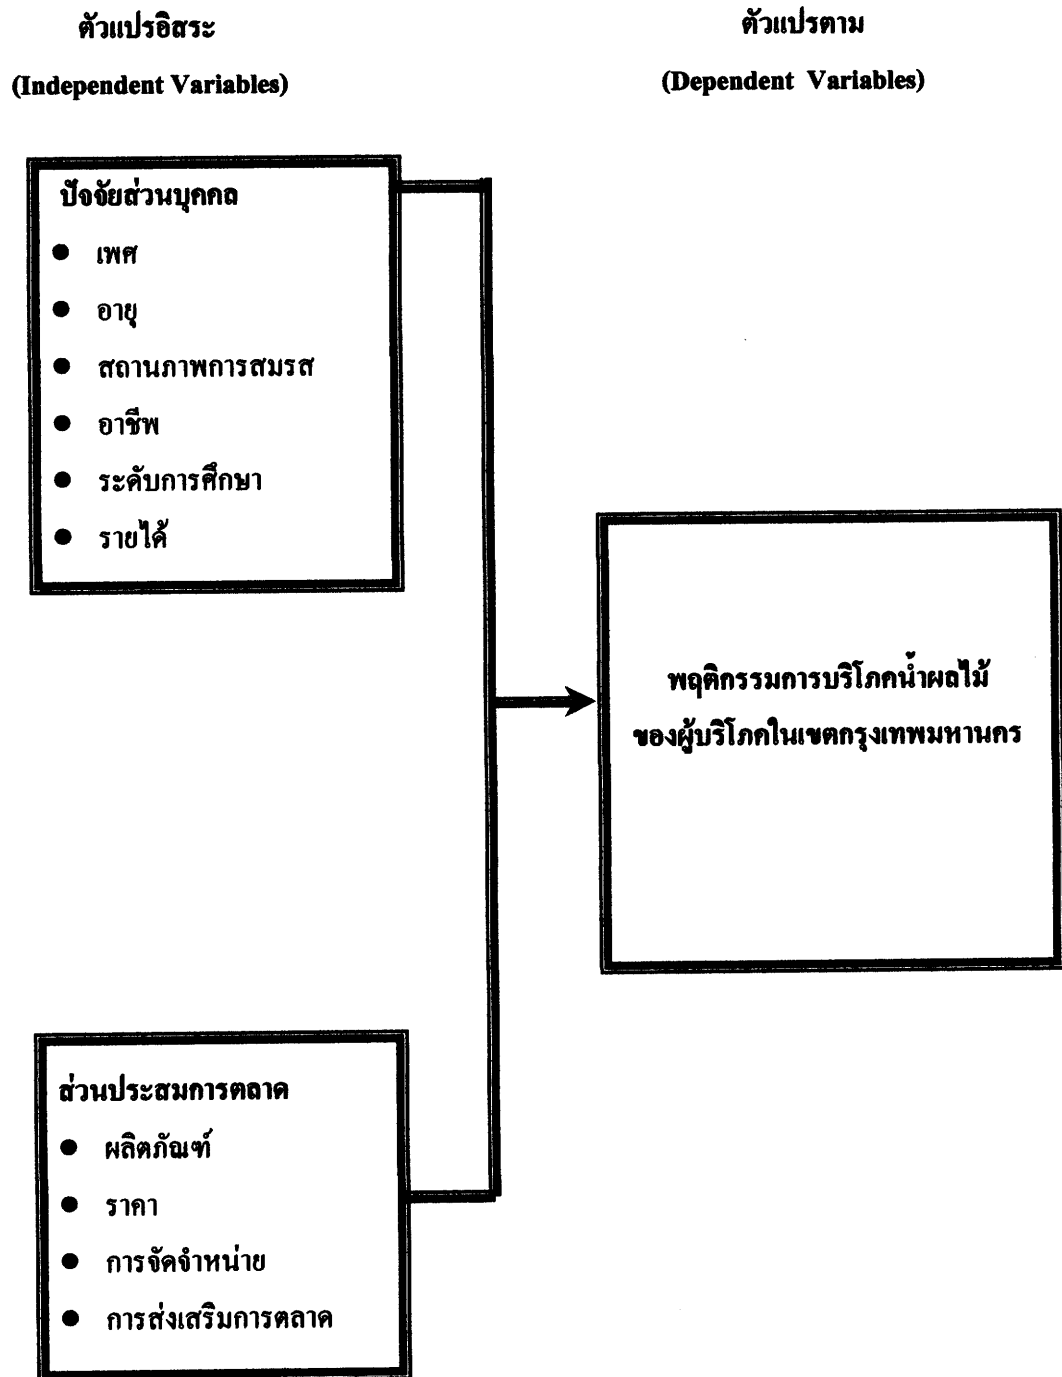 ตัวแปรอิสระ
(Independent Variables)
ตัวแปรตาม
(Dependent Variables)
ปัจจัยส่วนบุคคล
● เพศ
● อายุ
● สถานภาพการสมรส
● อาชีพ
● ระดับการศึกษา
● รายได้
พฤติกรรมการบริโภคน้ำผลไม้
ของผู้บริโภคในเขตกรุงเทพมหานคร
ส่วนประสมการตลาด
● ผลิตภัณฑ์
● ราคา
● การจัดจำหน่าย
● การส่งเสริมการตลาด